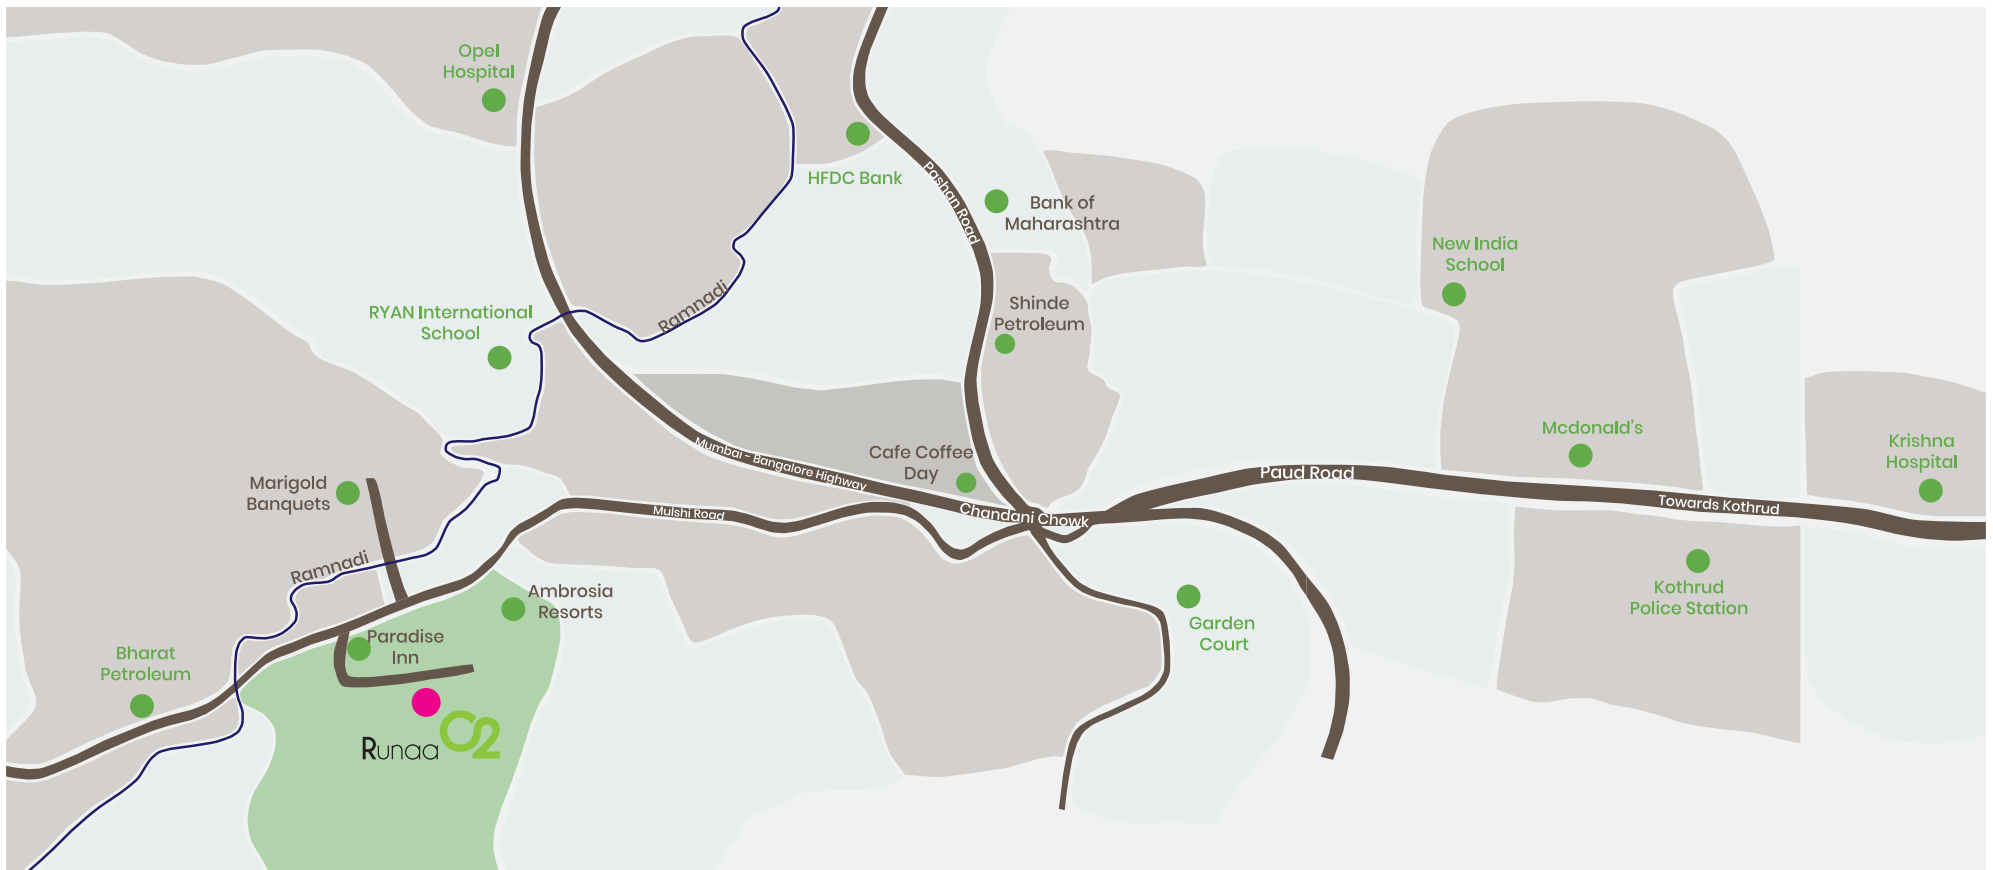 Opel
Hospital
HFDC Bank
Pashan Road
Bank of
Maharashtra
New India
School
RYAN International
School
Ramnadi
Shinde
Petroleum
Mumbai - Bangalore Highway
Cafe Coffee
Day
Mcdonald's
Krishna
Hospital
Paud Road
Towards Kothrud
Marigold
Banquets
Mulshi Road
Chandani Chowk
Ramnadi
Ambrosia
Resorts
Kothrud
Police Station
Garden
Court
Paradise
Inn
Bharat
Petroleum
Runaa O2